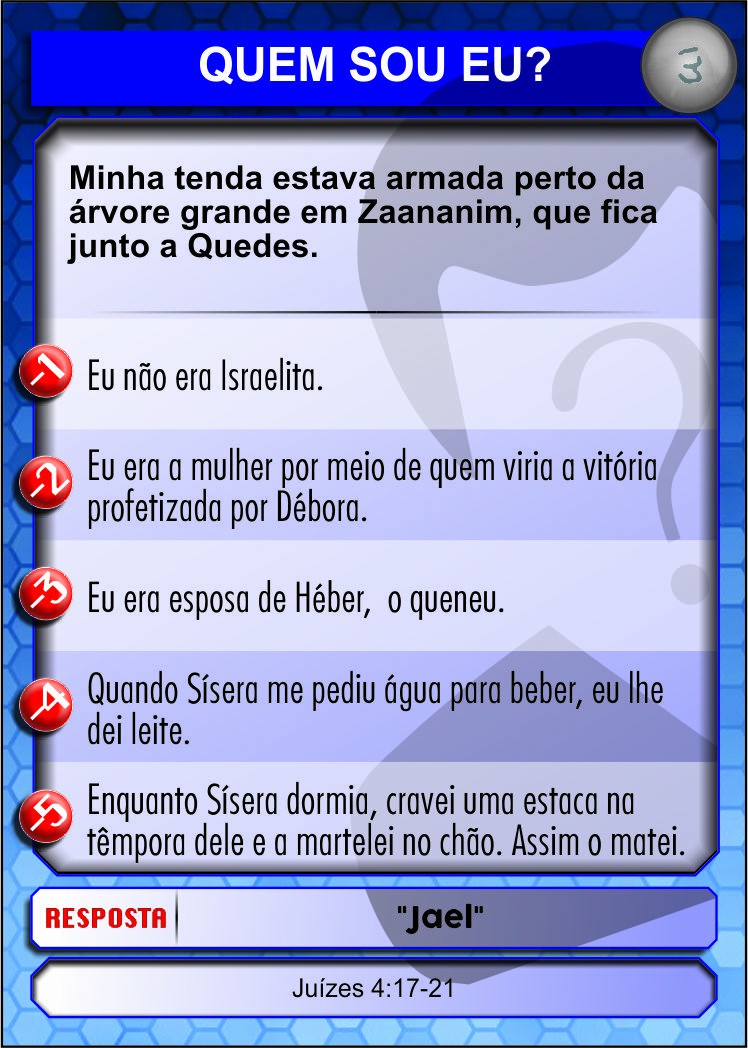 QUEM SOU EU?
3
Minha tenda estava armada perto da
árvore grande em Zaananim, que fica
junto a Quedes.
-1
Eu não era Israelita.
-2
Eu era a mulher por meio de quem viria a vitória
profetizada por Débora.
-3
Eu era esposa de Héber, o queneu.
-4
Quando Sísera me pediu água para beber, eu lhe
dei leite.
-5
Enquanto Sísera dormia, cravei uma estaca na
têmpora dele e a martelei no chão. Assim o matei.
RESPOSTA
"Jael"
Juízes 4:17-21
?